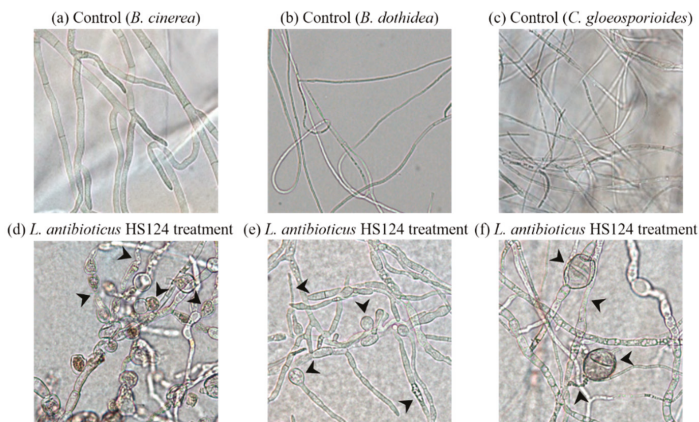 (a) Control (B. cinerea) (b) Control (B. dothidea) (c) Control (C. gloeosporioides)
(d) L. antibioticus HS124 treatment (e) L. antibioticus HS124 treatment (f) L. antibioticus HS124 treatment